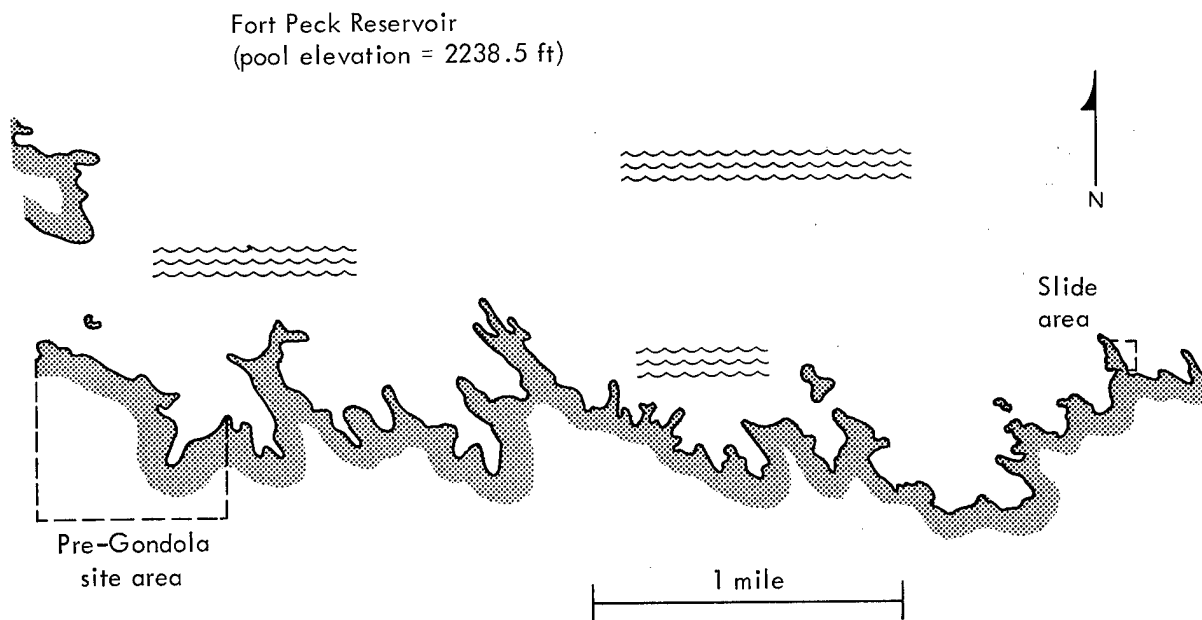 Fort Peck Reservoir
(pool elevation = 2238.5 ft)
N
Slide
area
Pre-Gondola
site area
1 mile